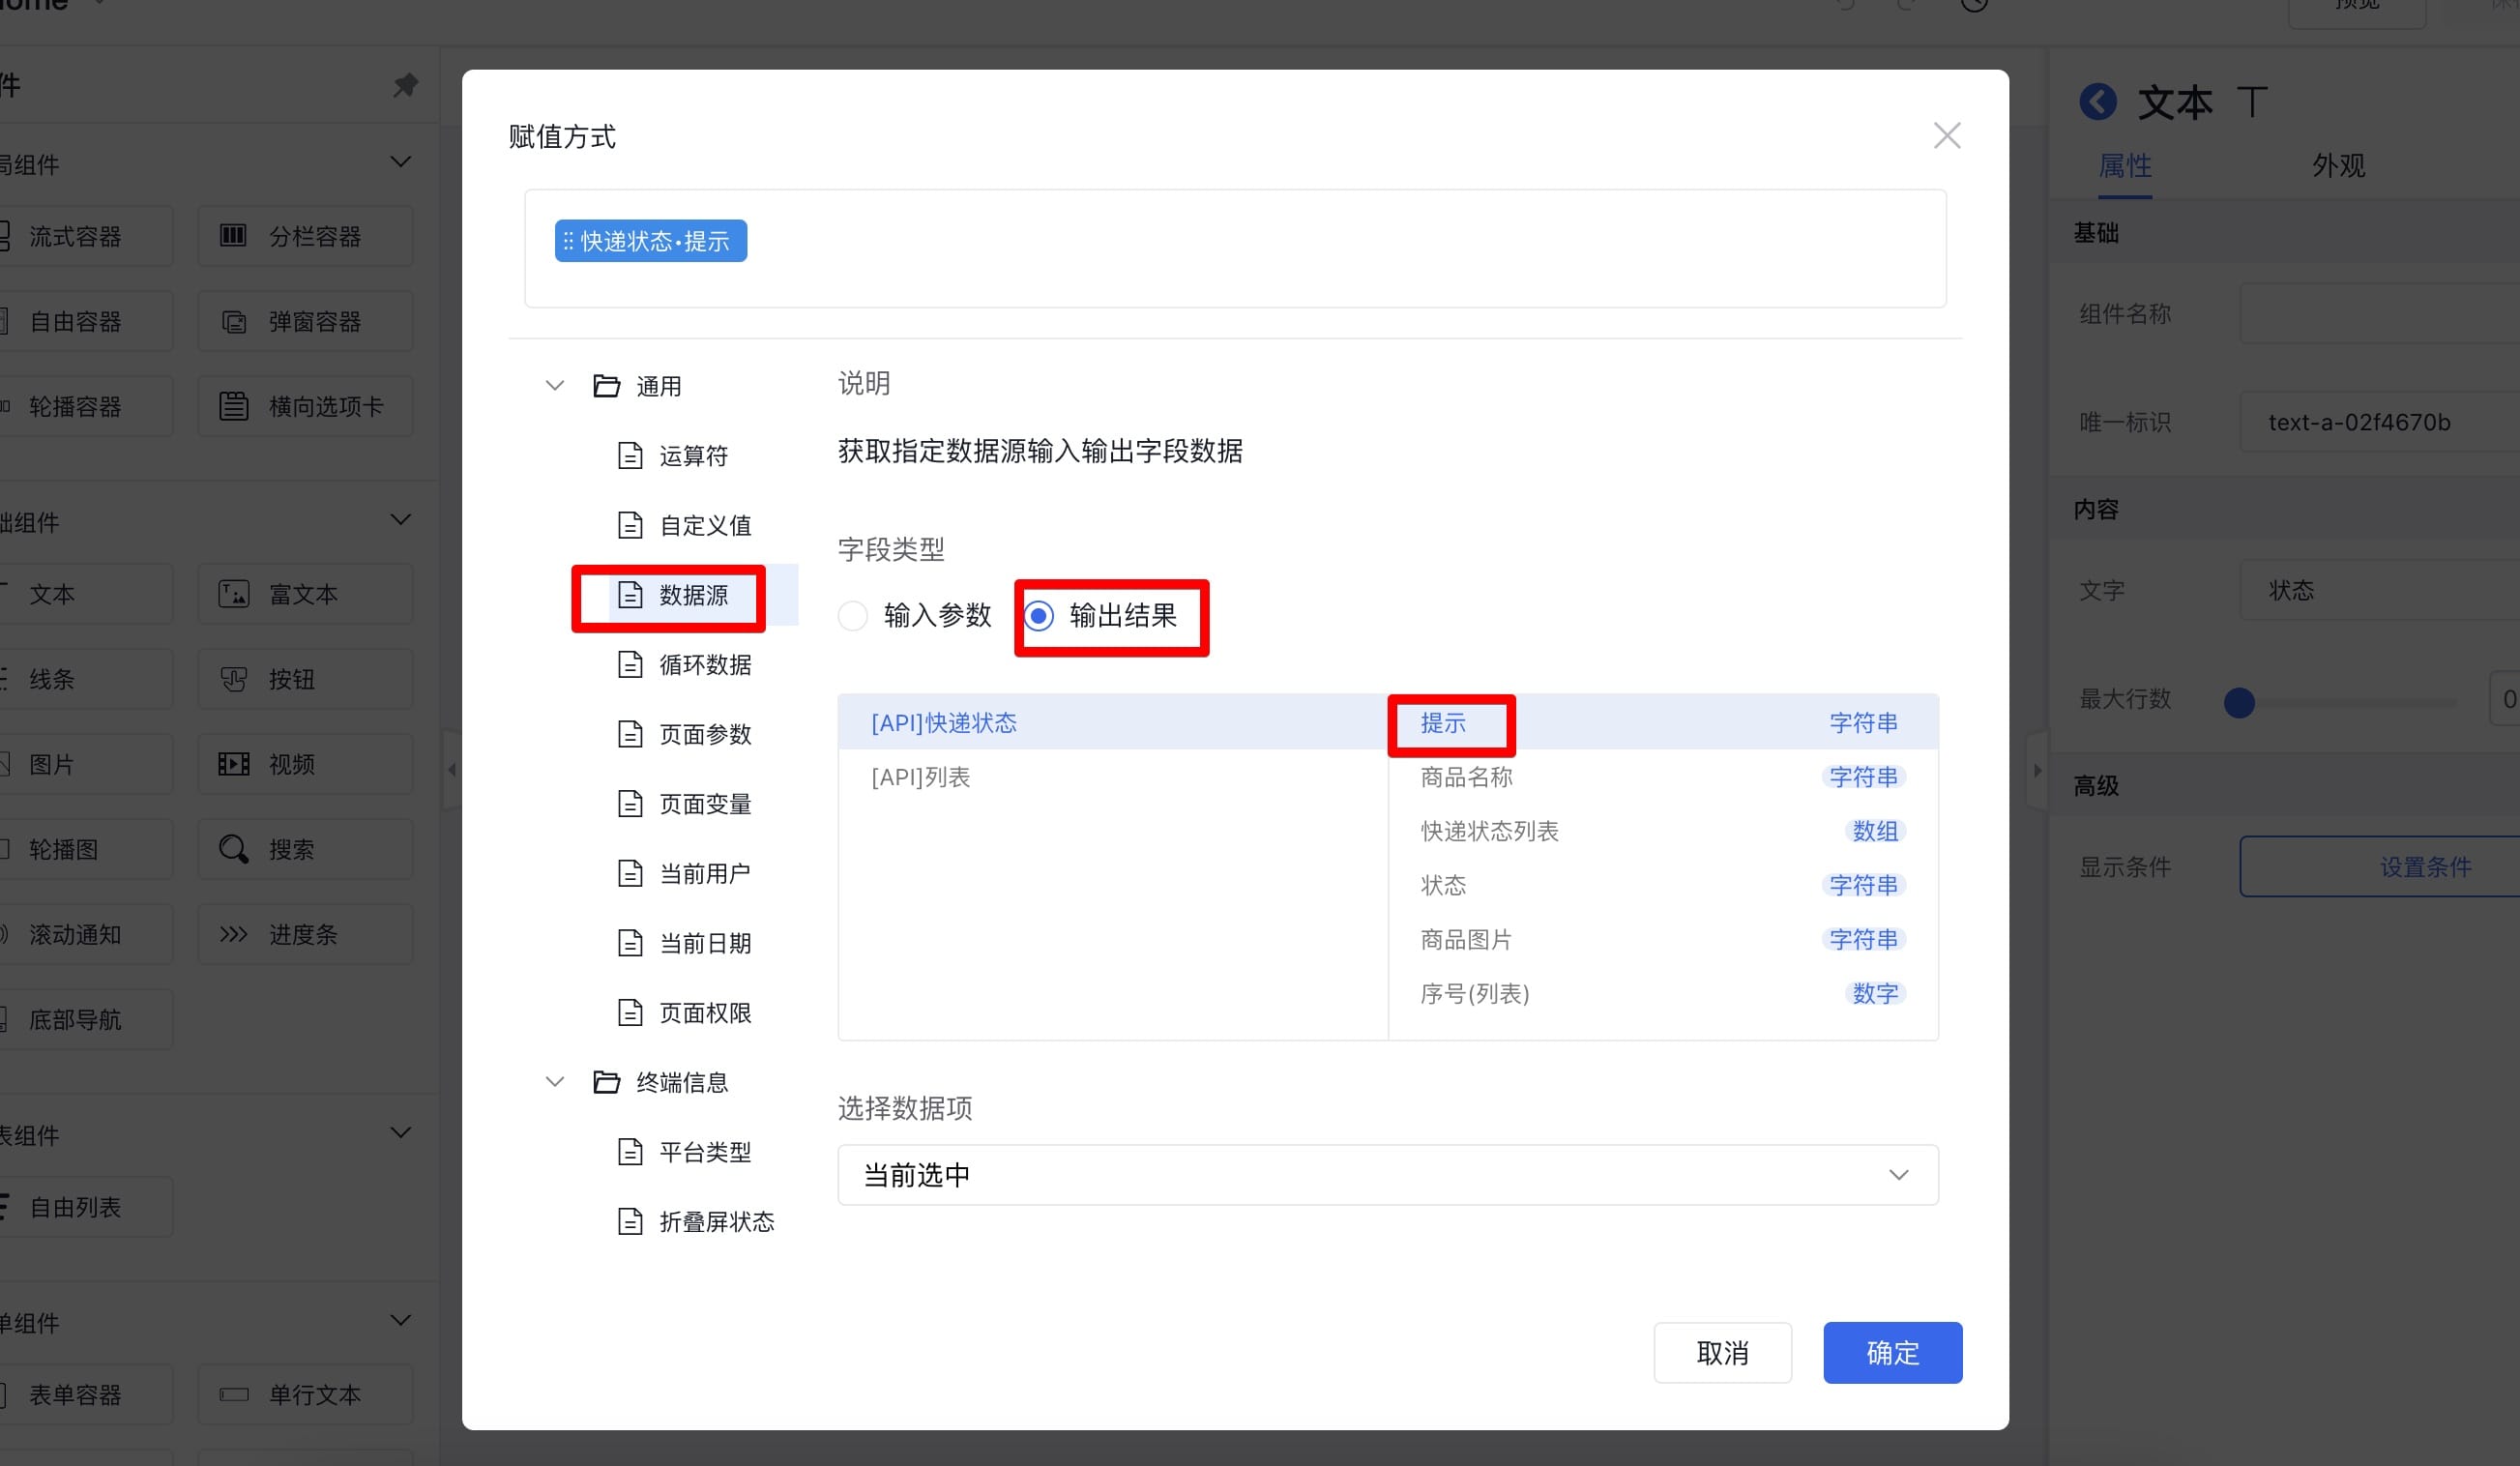 赋值方式
快递状态•提示
通用
运算符
自定义值
数据源
循环数据
页面参数
页面变量
当前用户
当前日期
页面权限
终端信息
平台类型
折叠屏状态
说明
获取指定数据源输入输出字段数据
字段类型
输入参数 输出结果
[API]快递状态
[API]列表
提示 字符串
商品名称 字符串
快递状态列表 数组
状态 字符串
商品图片 字符串
序号(列表) 数字
选择数据项
当前选中
取消 确定
件
局组件
流式容器 分栏容器
自由容器 弹窗容器
轮播容器 横向选项卡
础组件
文本 富文本
线条 按钮
图片 视频
轮播图 搜索
滚动通知 进度条
底部导航
表组件
自由列表
单组件
表单容器 单行文本
预览
文本
属性 外观
基础
组件名称
唯一标识 text-a-02f4670b
内容
文字 状态
最大行数 0
高级
显示条件 设置条件